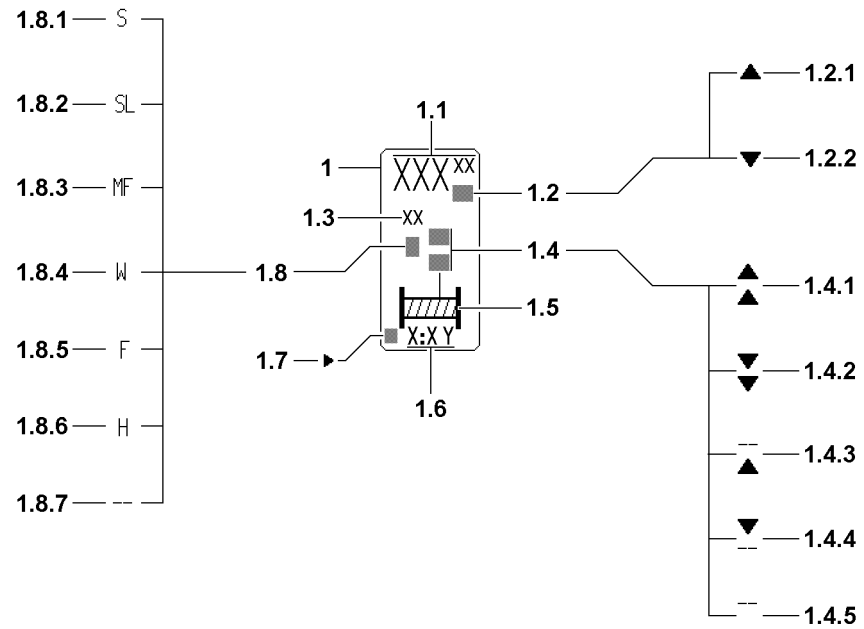 1.8.1 S
1.8.2 SL
1.8.3 MF
1.8.4 W
1.8.5 F
1.8.6 H
1.8.7 --
1.8
1.1
1
XXX XX
1.3 XX
X:X Y
1.7
1.6
1.2
1.4
1.5
1.2.1
1.2.2
1.4.1
1.4.2
-- 1.4.3
1.4.4
--
-- 1.4.5